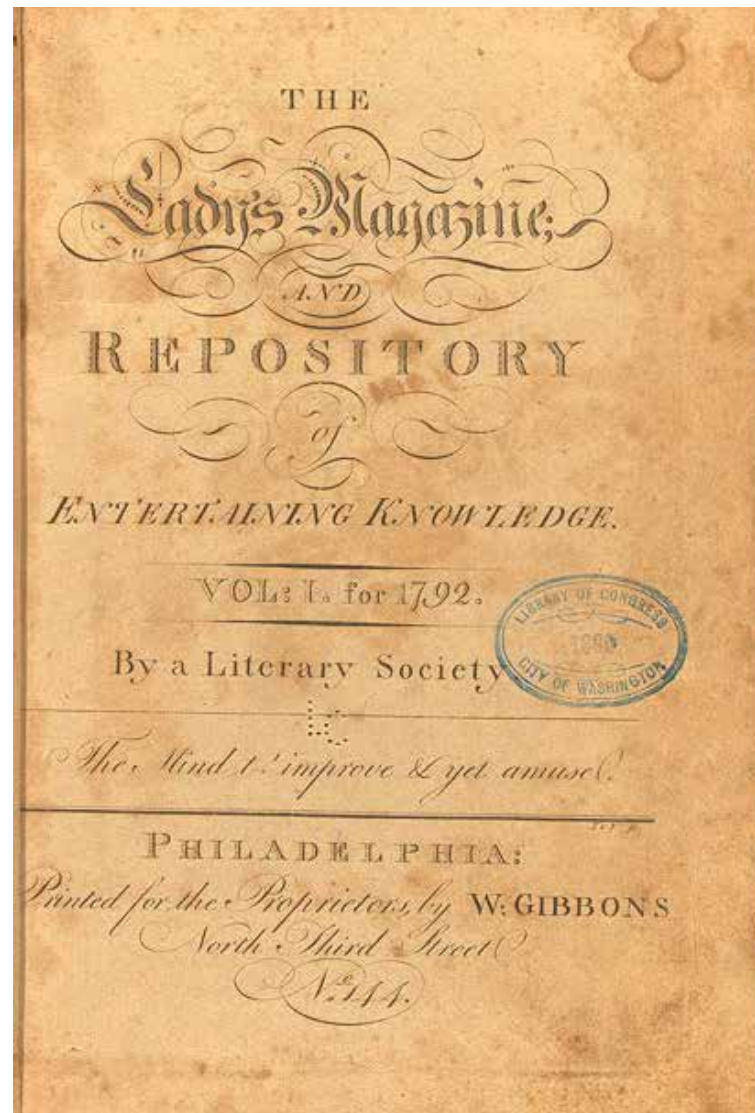 THE
Lady's Magazine;
AND
REPOSITORY
of
ENTERTAINING KNOWLEDGE.
VOL: I. for 1792.
By a Literary Society
LIBRARY OF CONGRESS
CITY OF WASHINGTON
LC
The Mind t' improve & yet amuse.
PHILADELPHIA:
Printed for the Proprietors, by W: GIBBONS
North Third Street
No. 144.